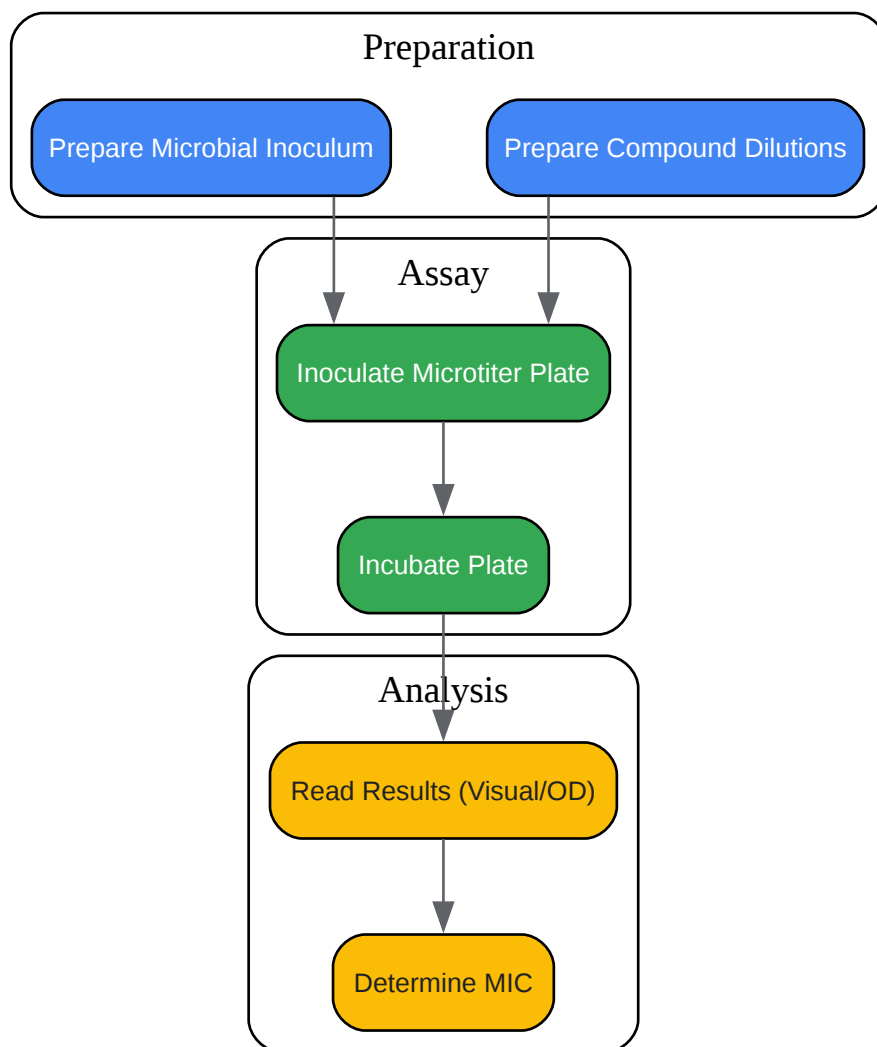 Preparation
Prepare Microbial Inoculum
Prepare Compound Dilutions
Assay
Inoculate Microtiter Plate
Incubate Plate
Analysis
Read Results (Visual/OD)
Determine MIC